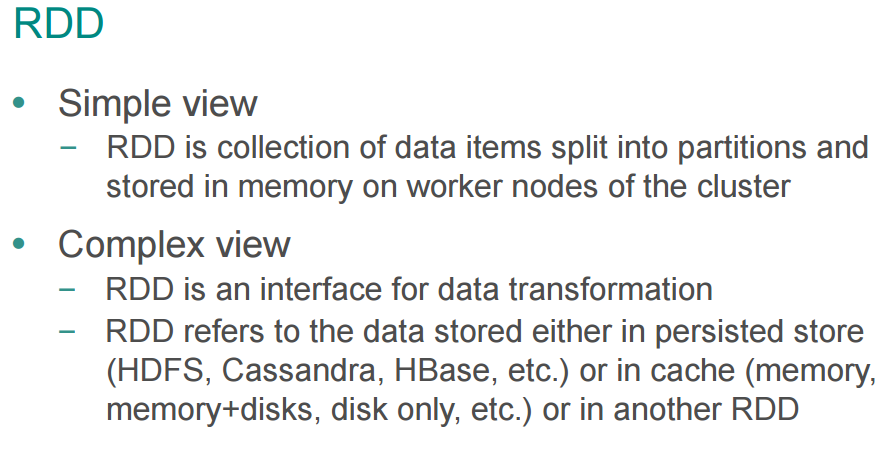 RDD
• Simple view
– RDD is collection of data items split into partitions and
stored in memory on worker nodes of the cluster
• Complex view
– RDD is an interface for data transformation
– RDD refers to the data stored either in persisted store
(HDFS, Cassandra, HBase, etc.) or in cache (memory,
memory+disks, disk only, etc.) or in another RDD